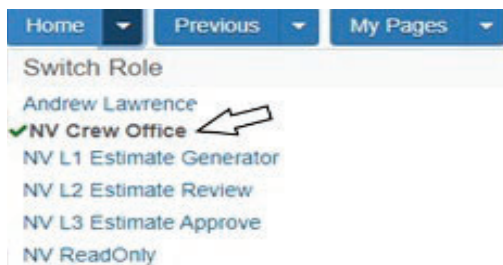 Home Previous My Pages
Switch Role
Andrew Lawrence
NV Crew Office
NV L1 Estimate Generator
NV L2 Estimate Review
NV L3 Estimate Approve
NV ReadOnly